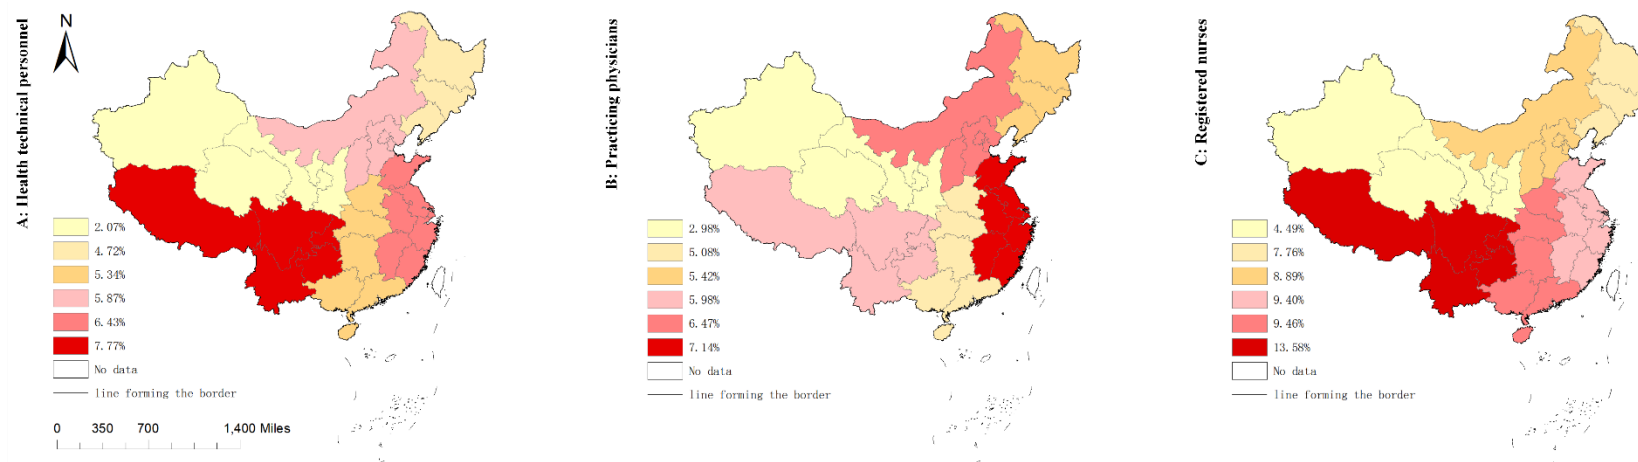 A: Health technical personnel
N
2.07%
4.72%
5.34%
5.87%
6.43%
7.77%
No data
line forming the border
0 350 700 1,400 Miles
B: Practicing physicians
2.98%
5.08%
5.42%
5.98%
6.47%
7.14%
No data
line forming the border
C: Registered nurses
4.49%
7.76%
8.89%
9.40%
9.46%
13.58%
No data
line forming the border